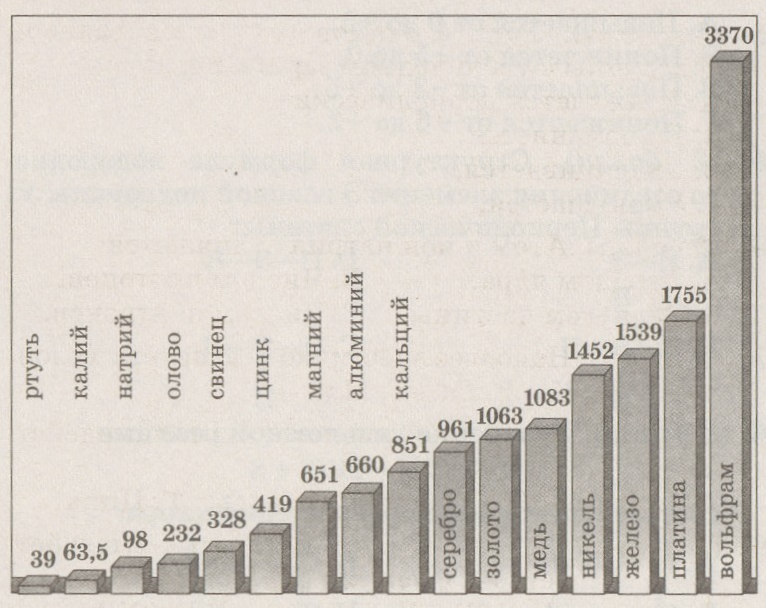 ртуть
калий
натрий
олово
свинец
цинк
магний
алюминий
кальций
серебро
золото
медь
никель
железо
платина
вольфрам
39
63,5
98
232
328
419
651
660
851
961
1063
1083
1452
1539
1755
3370